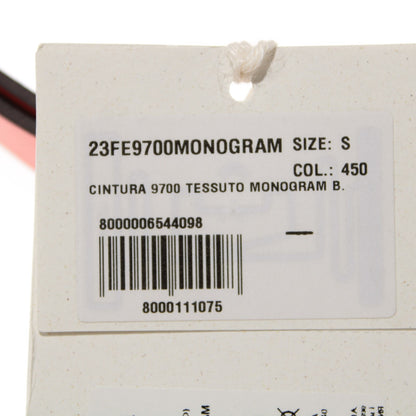 23FE9700MONOGRAM SIZE: S
COL.: 450
CINTURA 9700 TESSUTO MONOGRAM B.
8000006544098
8000111075